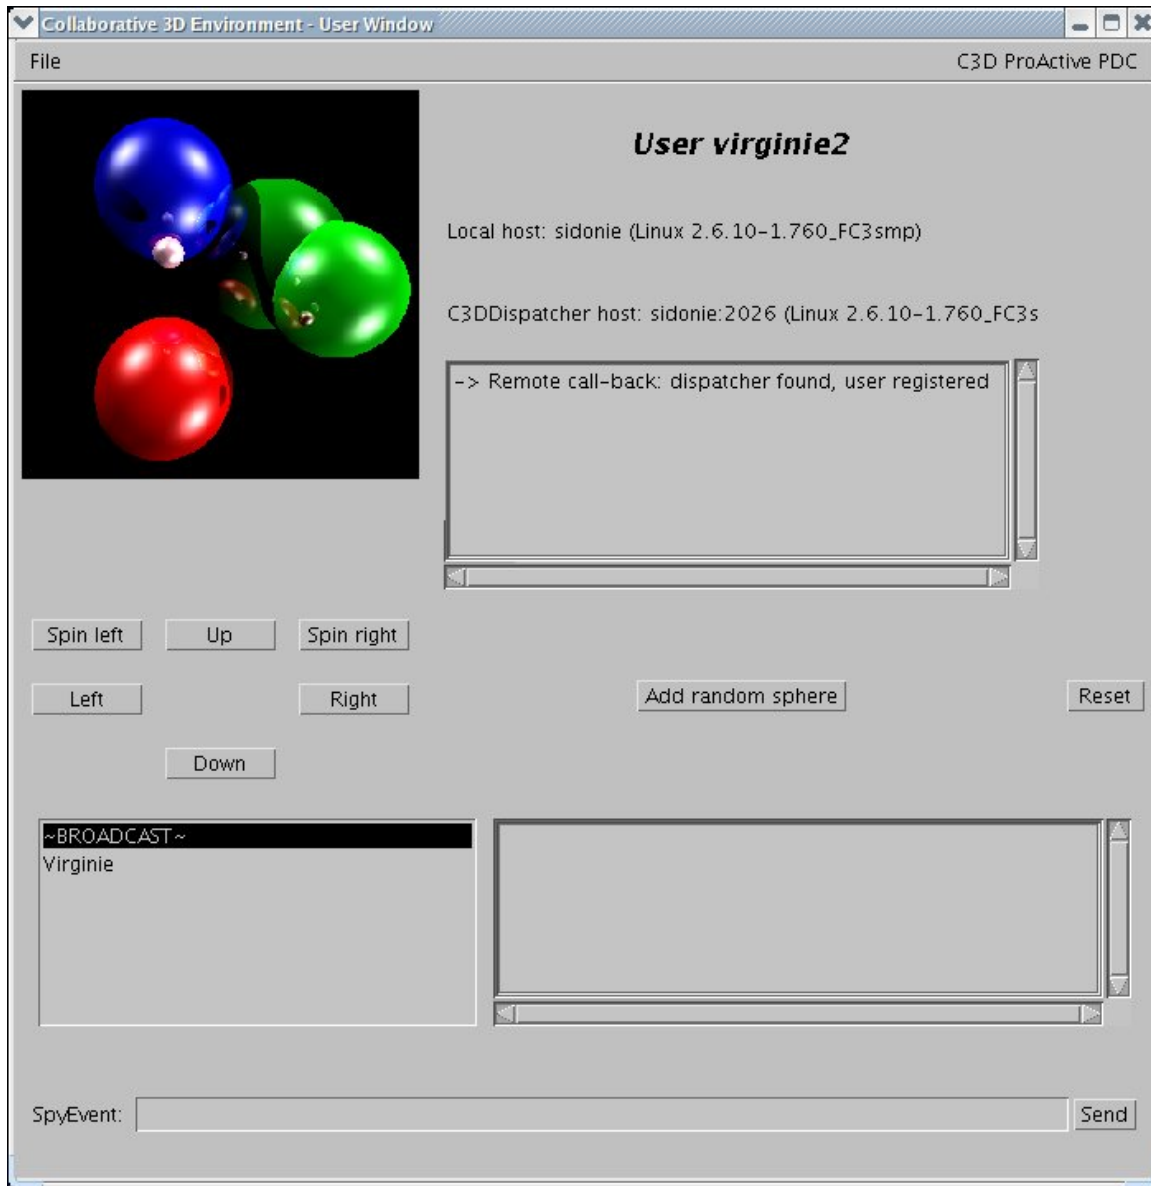 Collaborative 3D Environment - User Window
File C3D ProActive PDC
User virginie2
Local host: sidonie (Linux 2.6.10-1.760_FC3smp)
C3DDispatcher host: sidonie:2026 (Linux 2.6.10-1.760_FC3s
-> Remote call-back: dispatcher found, user registered
Spin left Up Spin right
Left Right Add random sphere Reset
Down
~BROADCAST~
Virginie
SpyEvent: Send